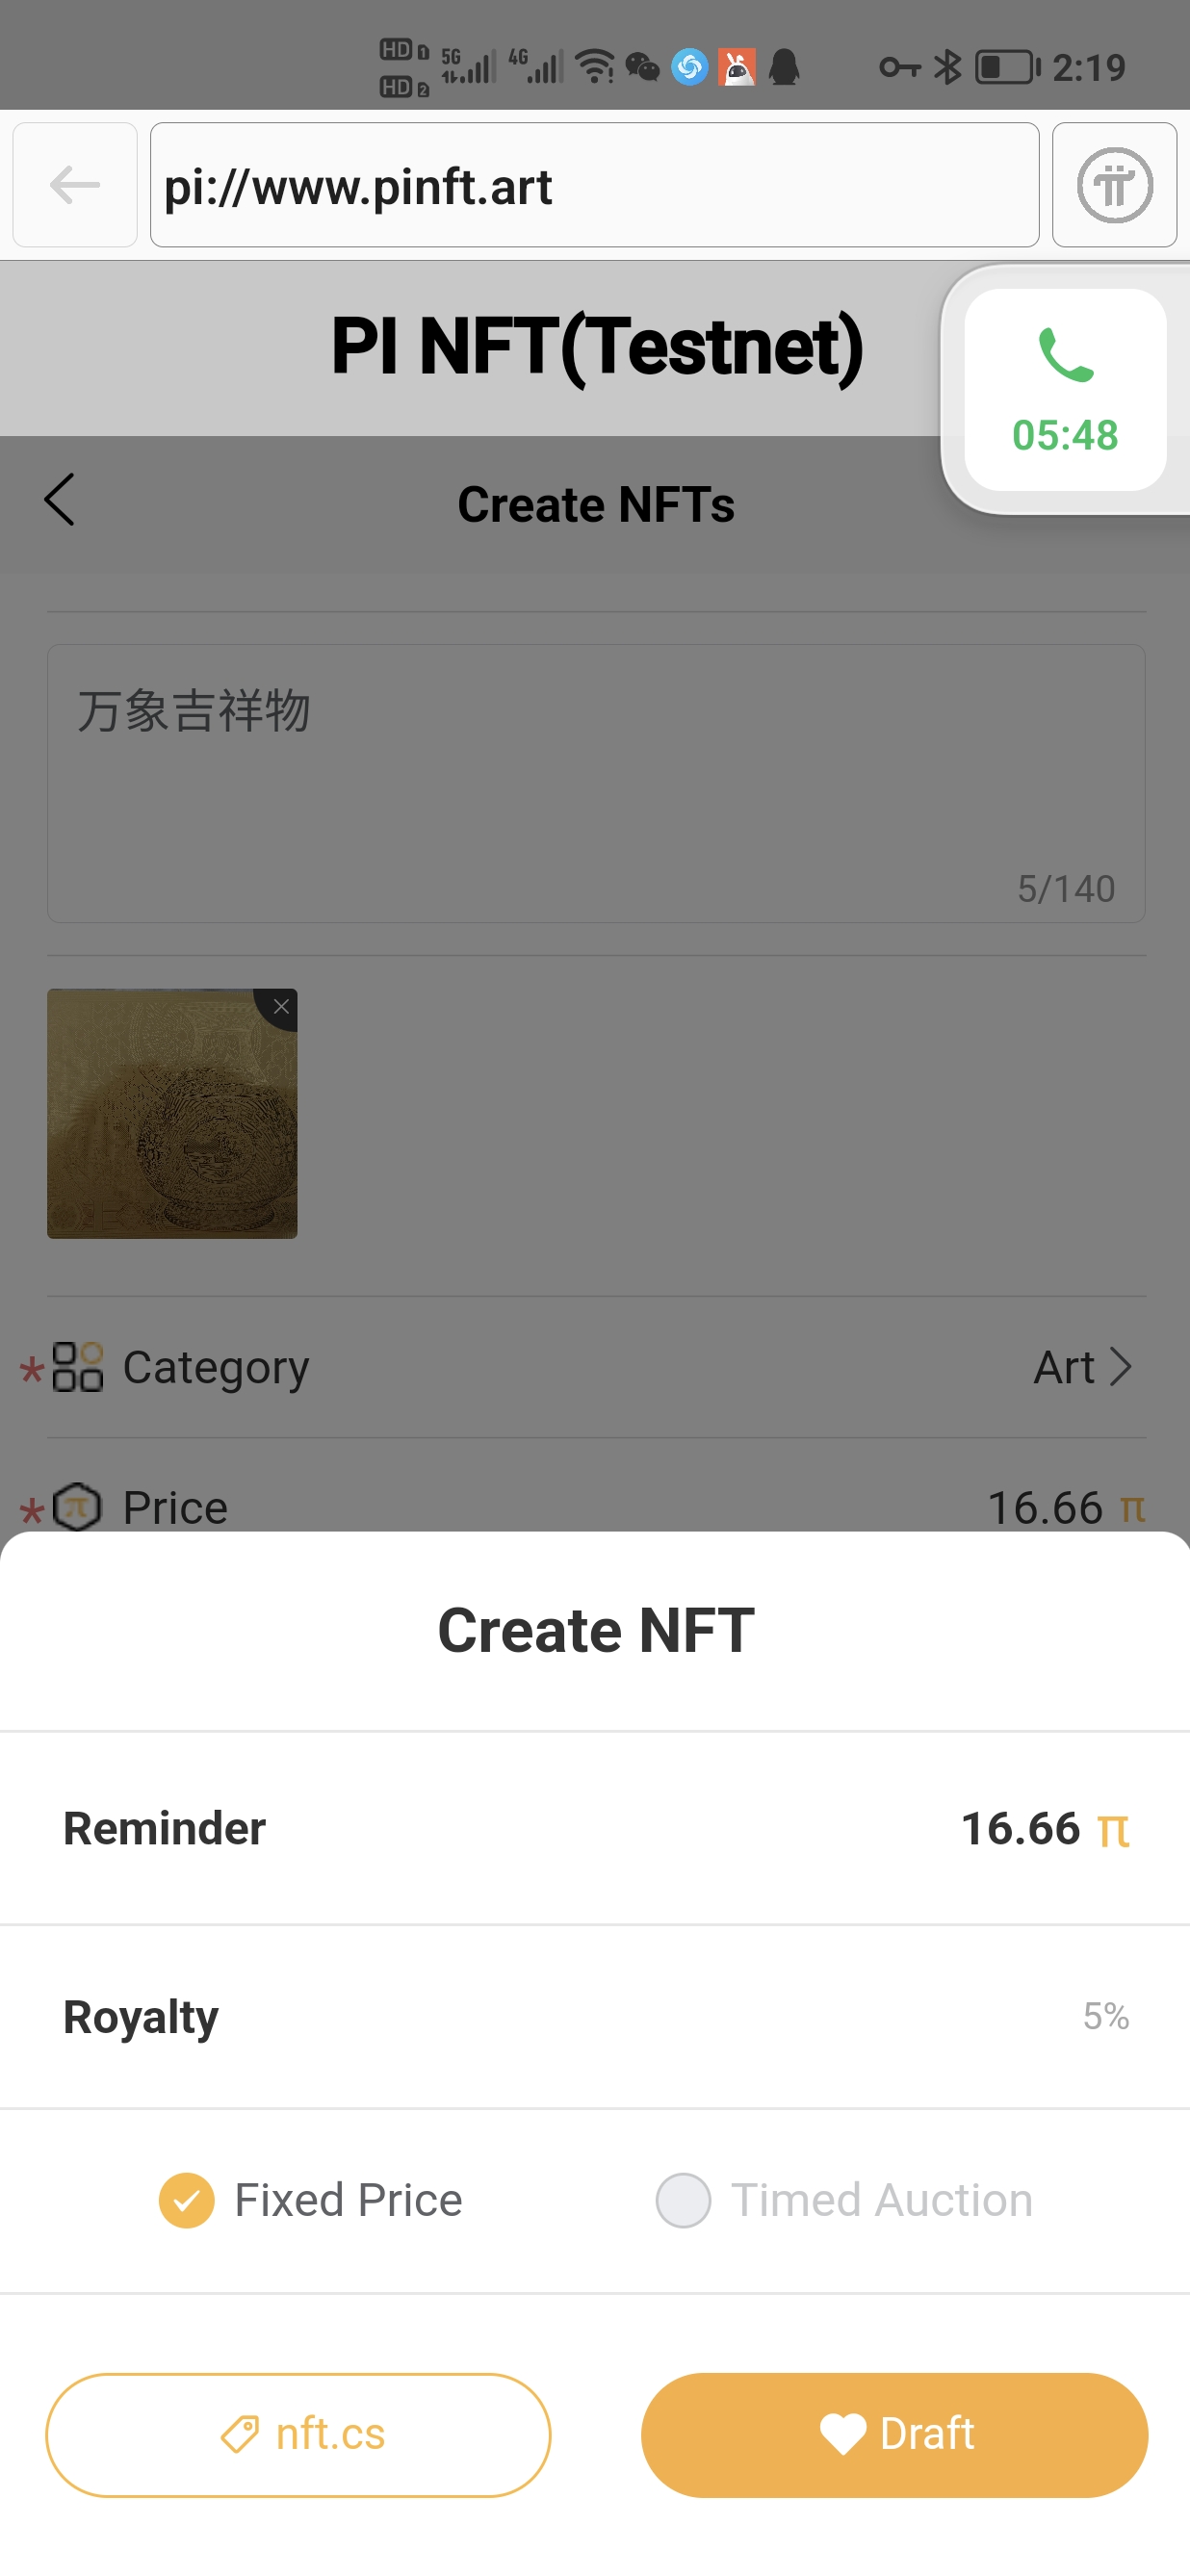 HD 1 5G 4G 2:19
HD 2
pi://www.pinft.art
PI NFT(Testnet)
05:48
Create NFTs
万象吉祥物
5/140
* Category Art
* Price 16.66 π
Create NFT
Reminder 16.66 π
Royalty 5%
Fixed Price Timed Auction
nft.cs Draft